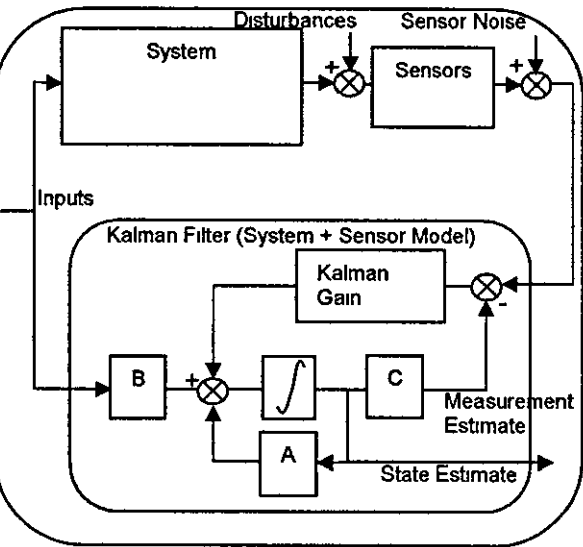 Disturbances
Sensor Noise
System
Sensors
+
+
Inputs
Kalman Filter (System + Sensor Model)
Kalman
Gain
-
B
+
∫
C
Measurement
Estimate
A
State Estimate